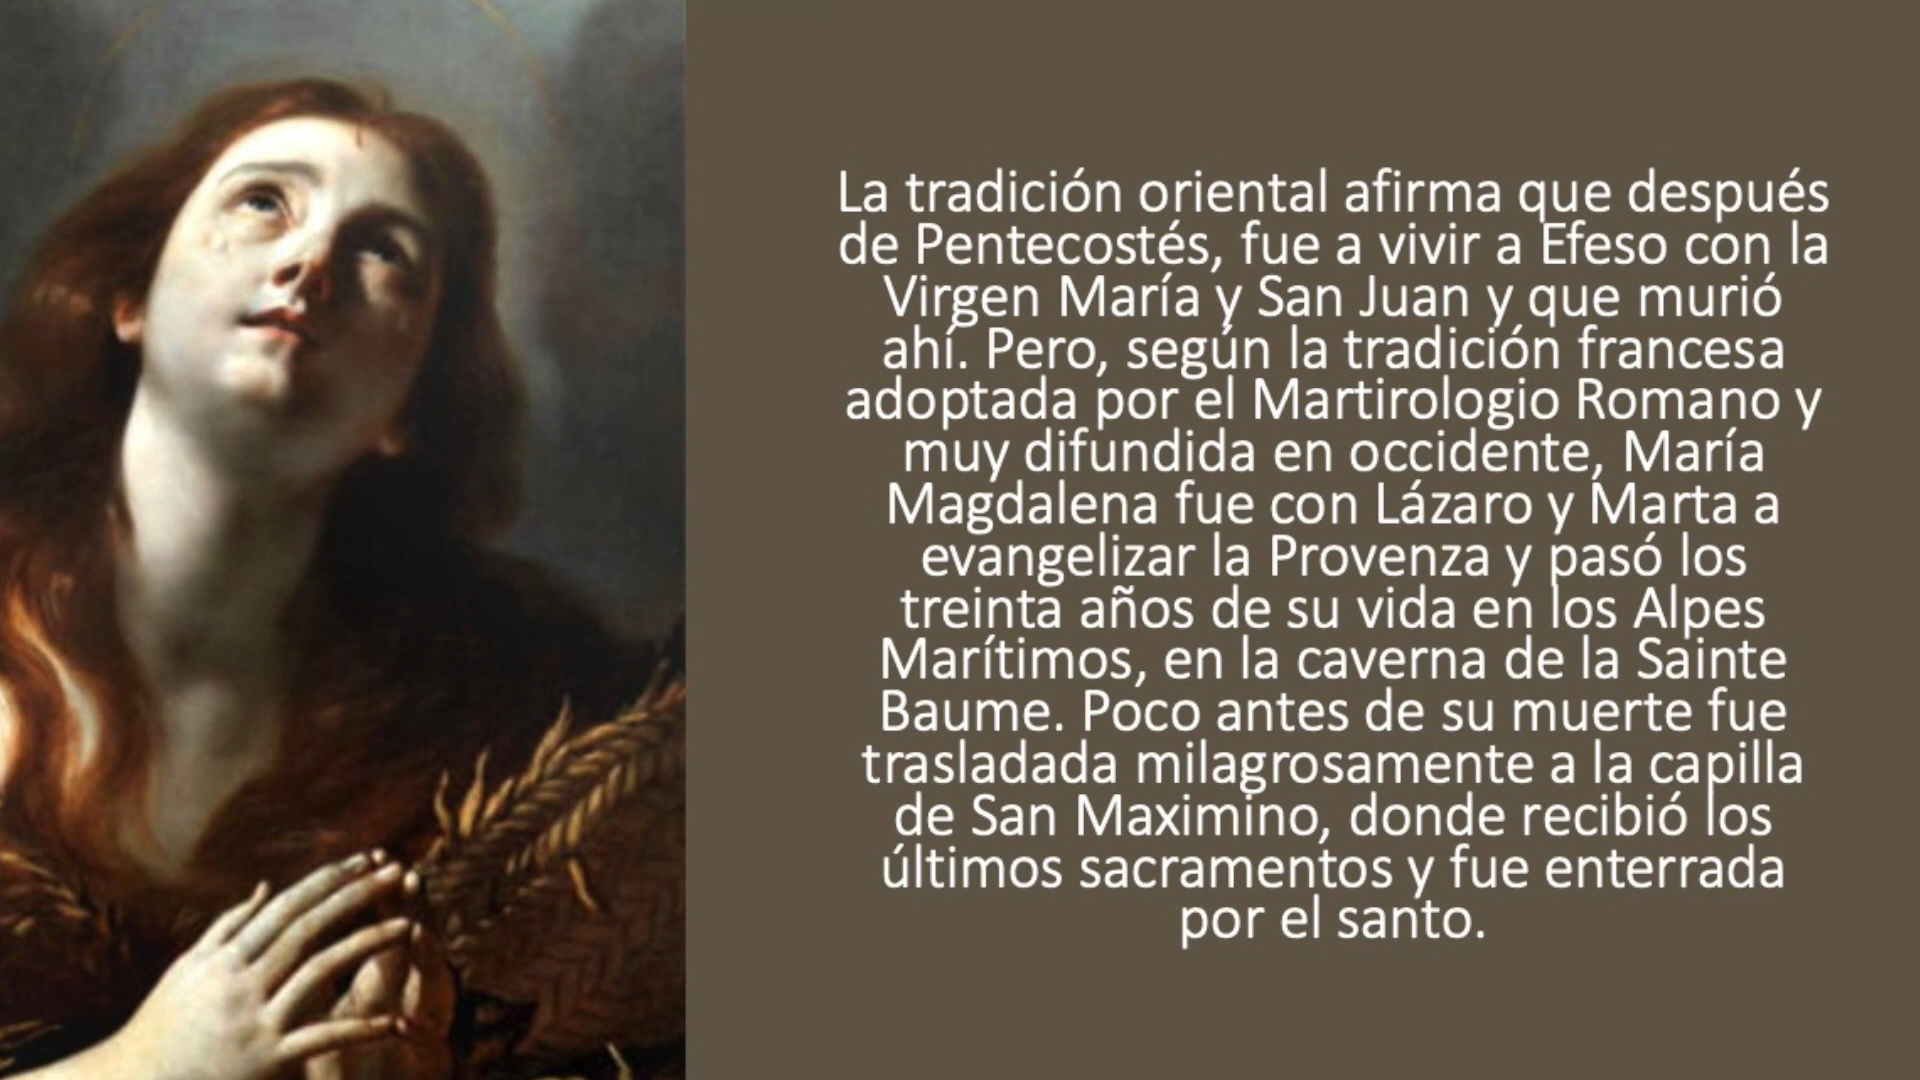 La tradición oriental afirma que después
de Pentecostés, fue a vivir a Efeso con la
Virgen María y San Juan y que murió
ahí. Pero, según la tradición francesa
adoptada por el Martirologio Romano y
muy difundida en occidente, María
Magdalena fue con Lázaro y Marta a
evangelizar la Provenza y pasó los
treinta años de su vida en los Alpes
Marítimos, en la caverna de la Sainte
Baume. Poco antes de su muerte fue
trasladada milagrosamente a la capilla
de San Maximino, donde recibió los
últimos sacramentos y fue enterrada
por el santo.